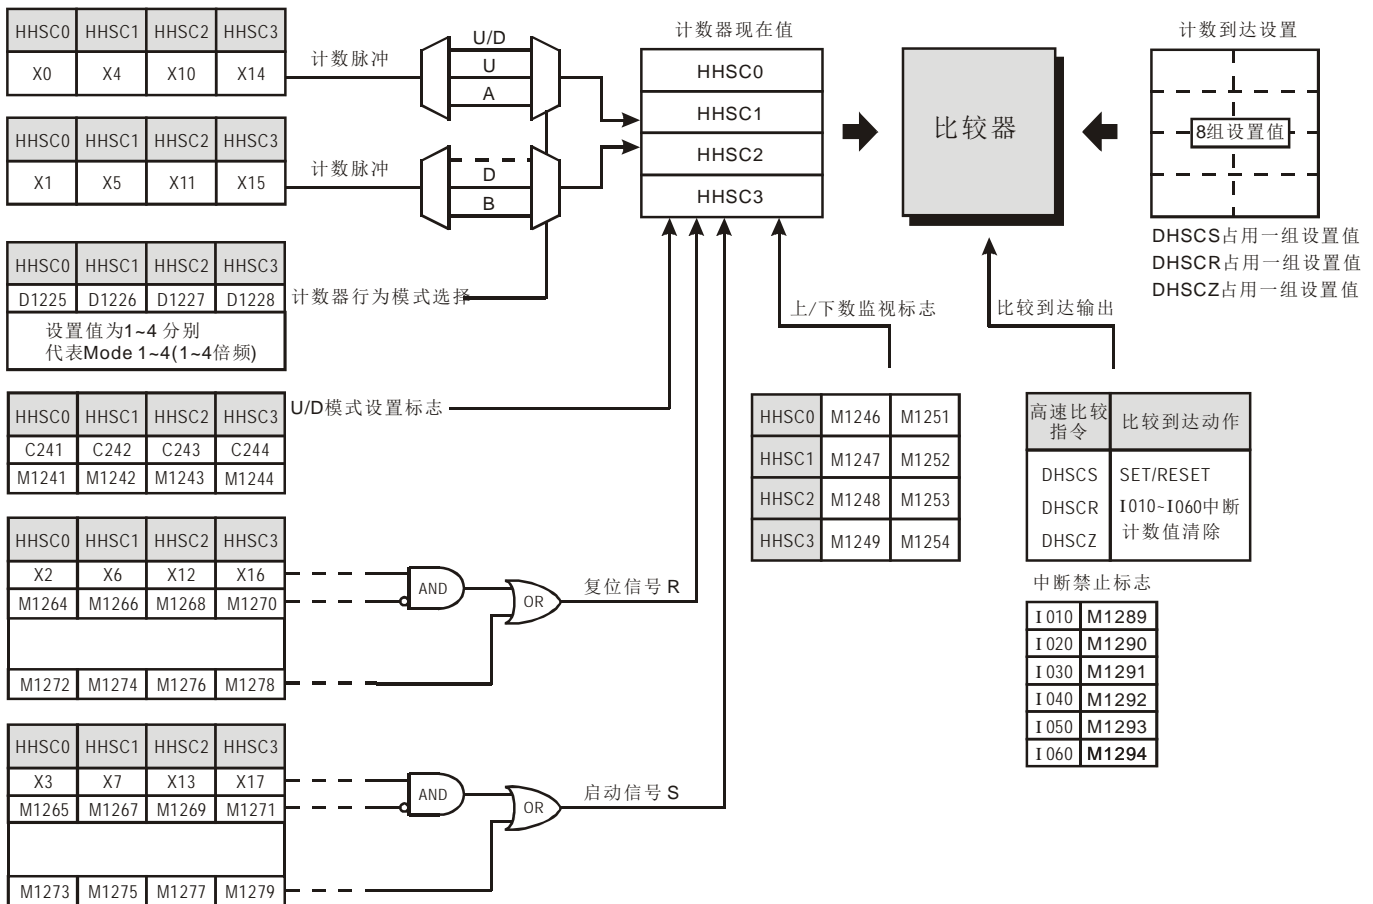 HHSC0 HHSC1 HHSC2 HHSC3
X0 X4 X10 X14
计数脉冲
U/D
U
A
HHSC0 HHSC1 HHSC2 HHSC3
X1 X5 X11 X15
计数脉冲
D
B
HHSC0 HHSC1 HHSC2 HHSC3
D1225 D1226 D1227 D1228
设置值为1~4 分别
代表Mode 1~4(1~4倍频)
计数器行为模式选择
HHSC0 HHSC1 HHSC2 HHSC3
C241 C242 C243 C244
M1241 M1242 M1243 M1244
U/D模式设置标志
HHSC0 HHSC1 HHSC2 HHSC3
X2 X6 X12 X16
M1264 M1266 M1268 M1270
M1272 M1274 M1276 M1278
AND
OR
复位信号 R
HHSC0 HHSC1 HHSC2 HHSC3
X3 X7 X13 X17
M1265 M1267 M1269 M1271
M1273 M1275 M1277 M1279
AND
OR
启动信号 S
计数器现在值
HHSC0
HHSC1
HHSC2
HHSC3
比较器
计数到达设置
8组设置值
DHSCS占用一组设置值
DHSCR占用一组设置值
DHSCZ占用一组设置值
上/下数监视标志
HHSC0 M1246 M1251
HHSC1 M1247 M1252
HHSC2 M1248 M1253
HHSC3 M1249 M1254
比较到达输出
高速比较
指令
比较到达动作
DHSCS SET/RESET
DHSCR I010~I060中断
DHSCZ 计数值清除
中断禁止标志
I010 M1289
I020 M1290
I030 M1291
I040 M1292
I050 M1293
I060 M1294